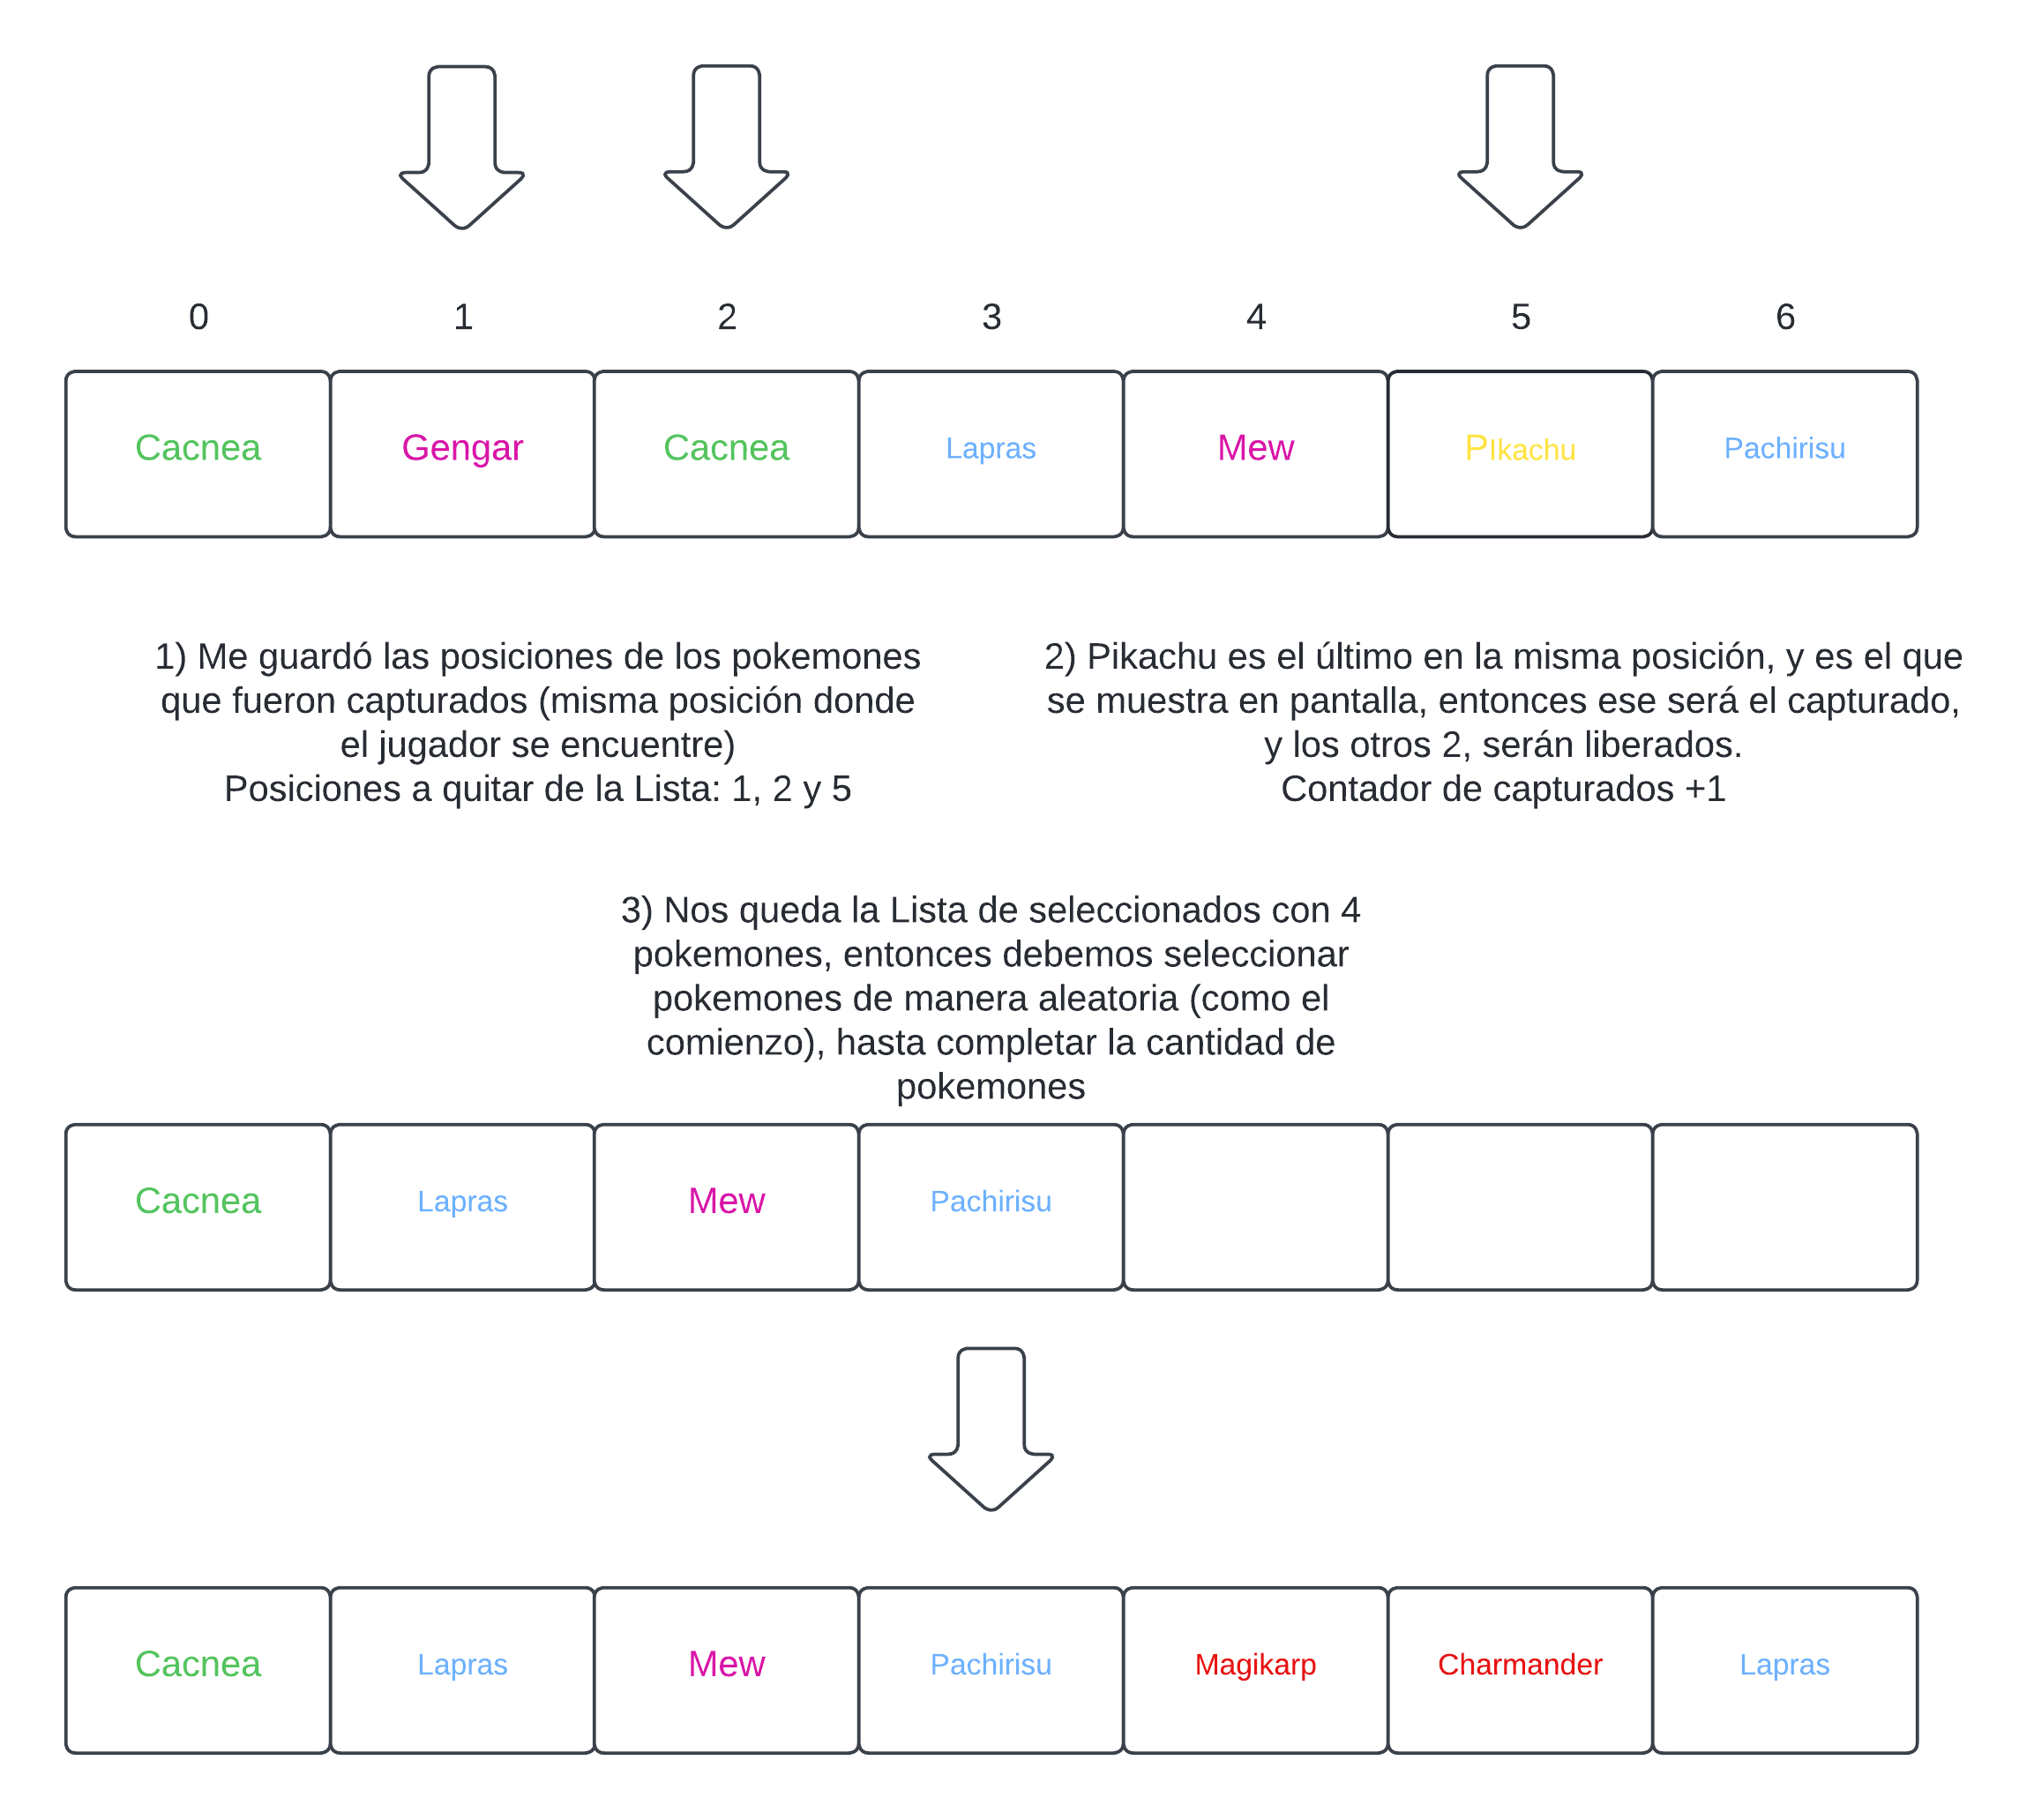 0 1 2 3 4 5 6
Cacnea Gengar Cacnea Lapras Mew PIkachu Pachirisu
1) Me guardó las posiciones de los pokemones
que fueron capturados (misma posición donde
el jugador se encuentre)
Posiciones a quitar de la Lista: 1, 2 y 5
2) Pikachu es el último en la misma posición, y es el que
se muestra en pantalla, entonces ese será el capturado,
y los otros 2, serán liberados.
Contador de capturados +1
3) Nos queda la Lista de seleccionados con 4
pokemones, entonces debemos seleccionar
pokemones de manera aleatoria (como el
comienzo), hasta completar la cantidad de
pokemones
Cacnea Lapras Mew Pachirisu
Cacnea Lapras Mew Pachirisu Magikarp Charmander Lapras